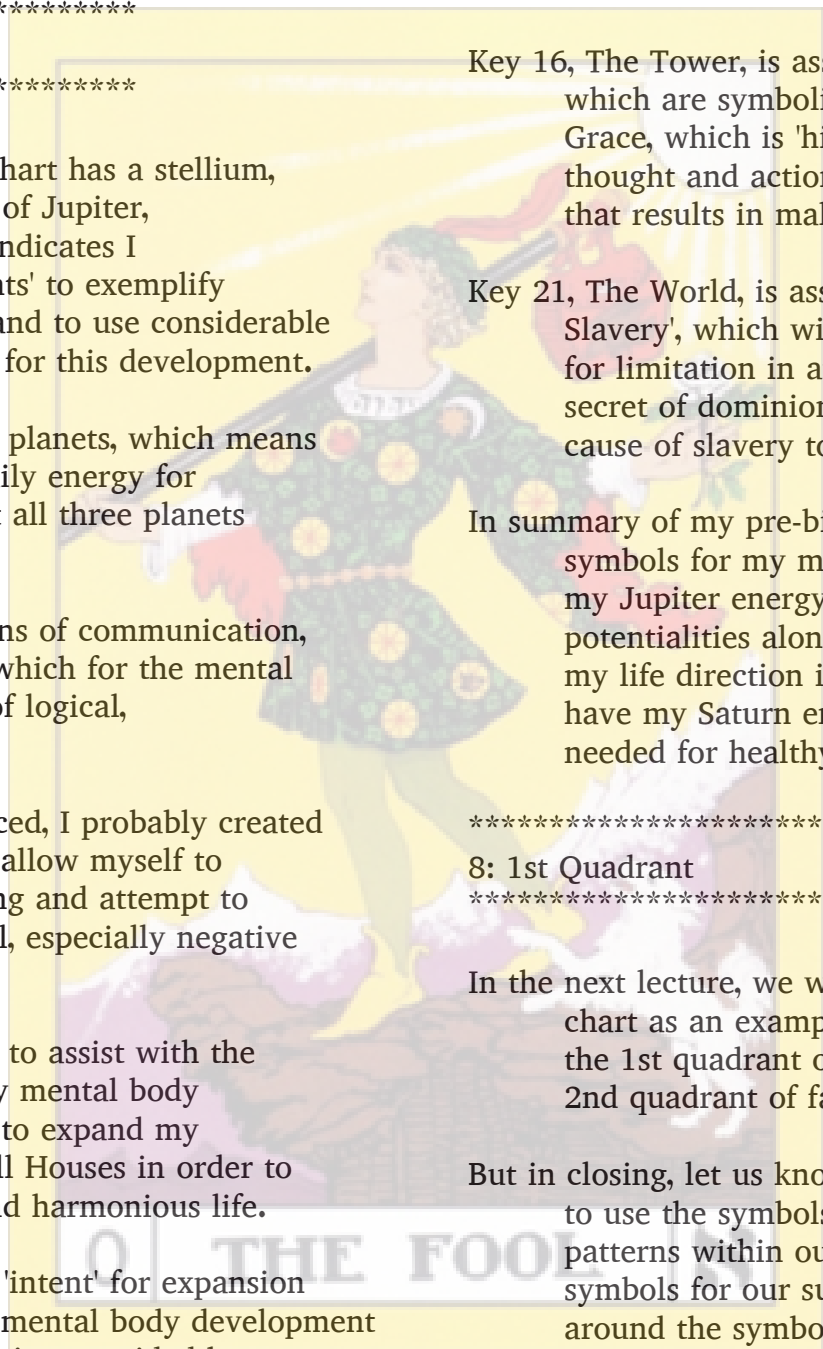 **********
**********
hart has a stellium,
of Jupiter,
ndicates I
ts' to exemplify
and to use considerable
for this development.
planets, which means
ily energy for
all three planets
ns of communication,
which for the mental
of logical,
ced, I probably created
allow myself to
ng and attempt to
l, especially negative
to assist with the
y mental body
to expand my
ll Houses in order to
d harmonious life.
'intent' for expansion
mental body development
Key 16, The Tower, is as
which are symboli
Grace, which is 'hi
thought and action
that results in mal
Key 21, The World, is ass
Slavery', which wi
for limitation in a
secret of dominion
cause of slavery to
In summary of my pre-bi
symbols for my m
my Jupiter energy
potentialities alon
my life direction i
have my Saturn en
needed for healthy
***********************
8: 1st Quadrant
***********************
In the next lecture, we w
chart as an examp
the 1st quadrant o
2nd quadrant of fa
But in closing, let us kno
to use the symbols
patterns within ou
symbols for our su
around the symbo
0 THE FOOL